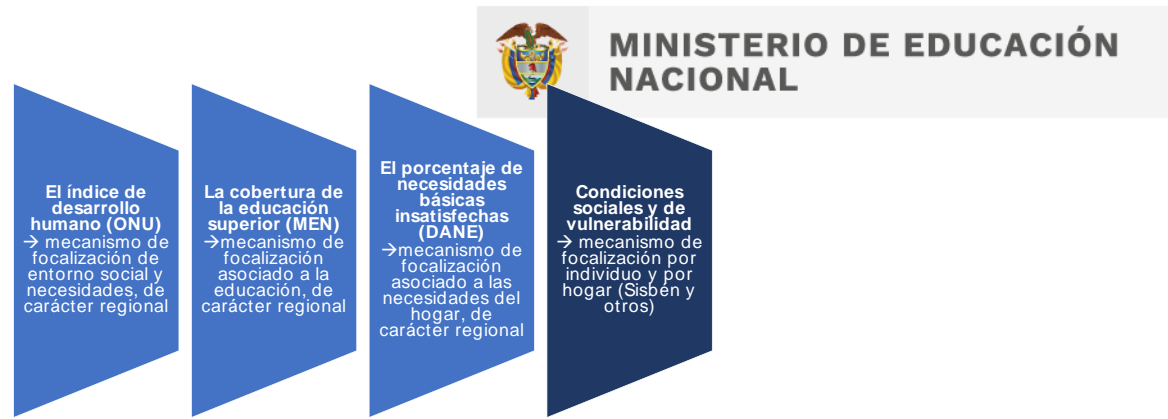 MINISTERIO DE EDUCACIÓN
NACIONAL
El índice de
desarrollo
humano (ONU)
→ mecanismo de
focalización de
entorno social y
necesidades, de
carácter regional
La cobertura de
la educación
superior (MEN)
→mecanismo de
focalización
asociado a la
educación, de
carácter regional
El porcentaje de
necesidades
básicas
insatisfechas
(DANE)
→mecanismo de
focalización
asociado a las
necesidades del
hogar, de
carácter regional
Condiciones
sociales y de
vulnerabilidad
→ mecanismo de
focalización por
individuo y por
hogar (Sisbén y
otros)